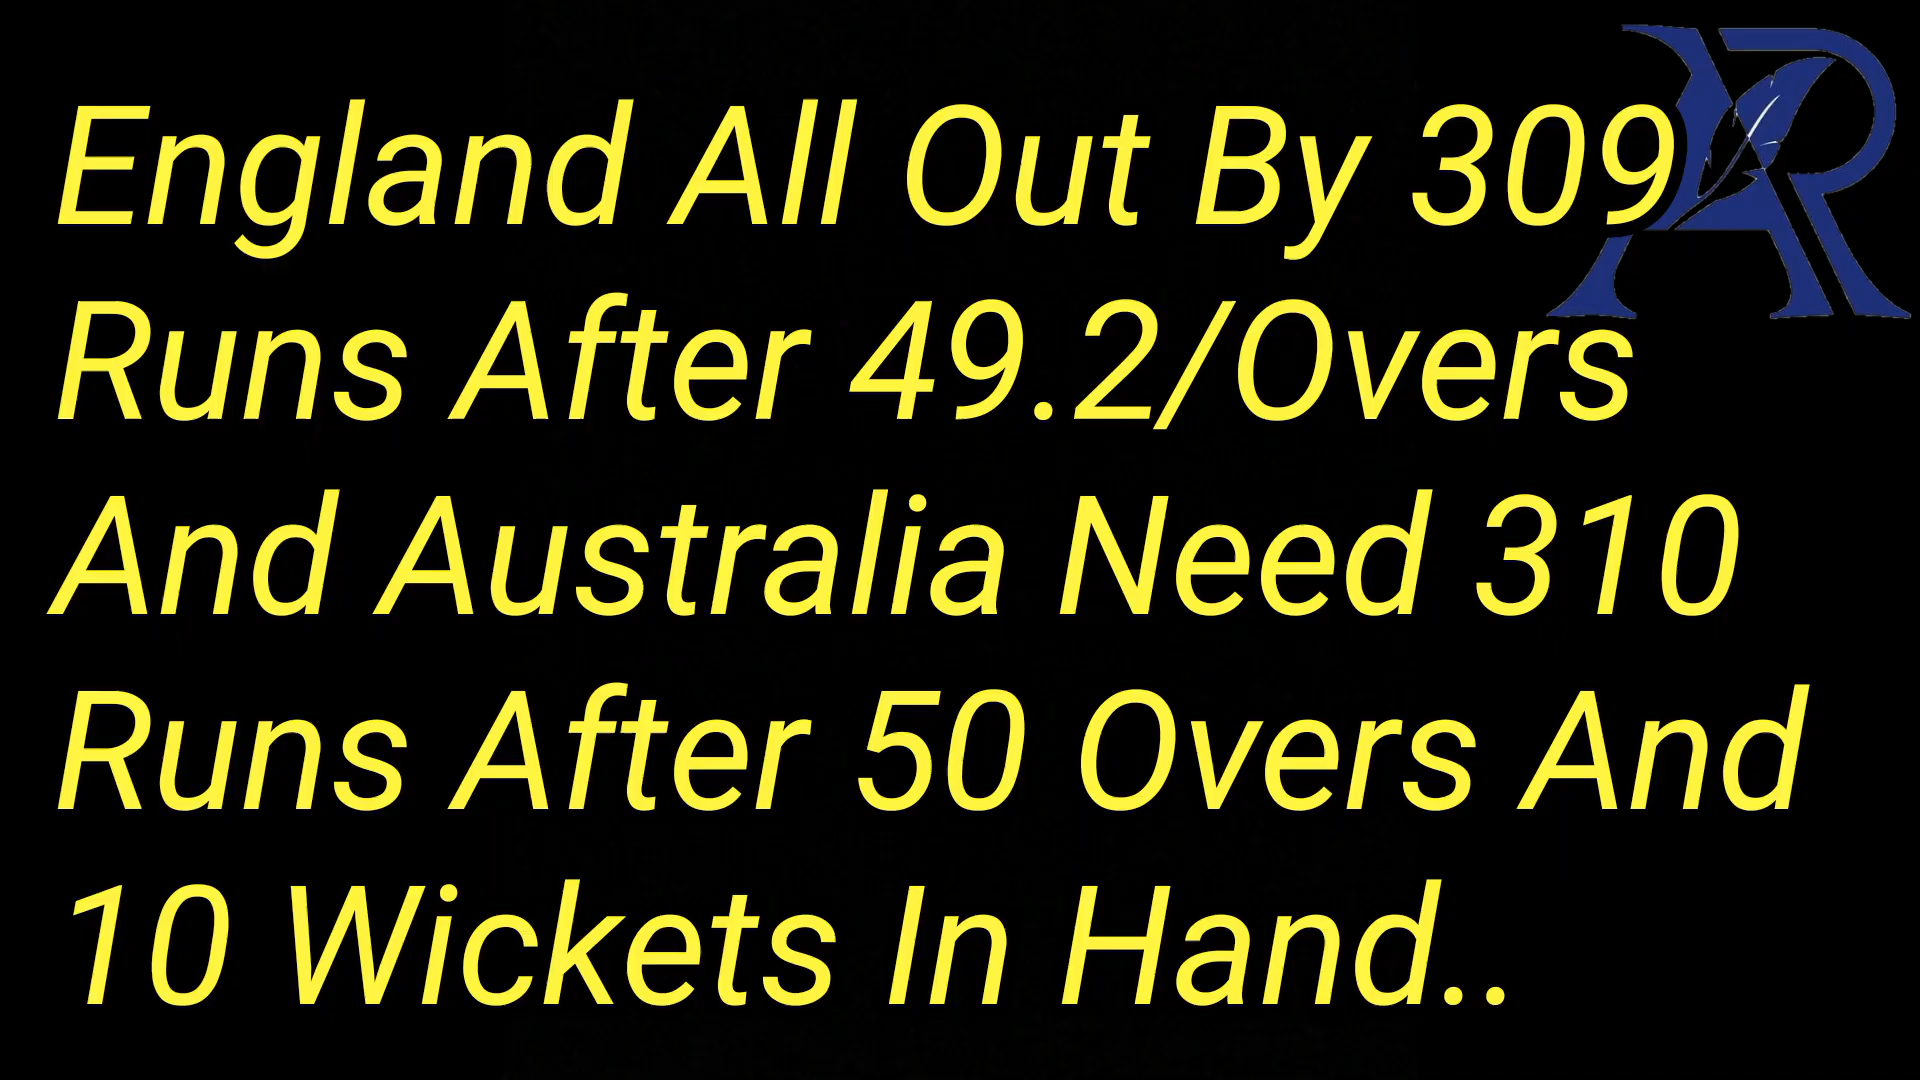 England All Out By 309
Runs After 49.2/Overs
And Australia Need 310
Runs After 50 Overs And
10 Wickets In Hand..
AR